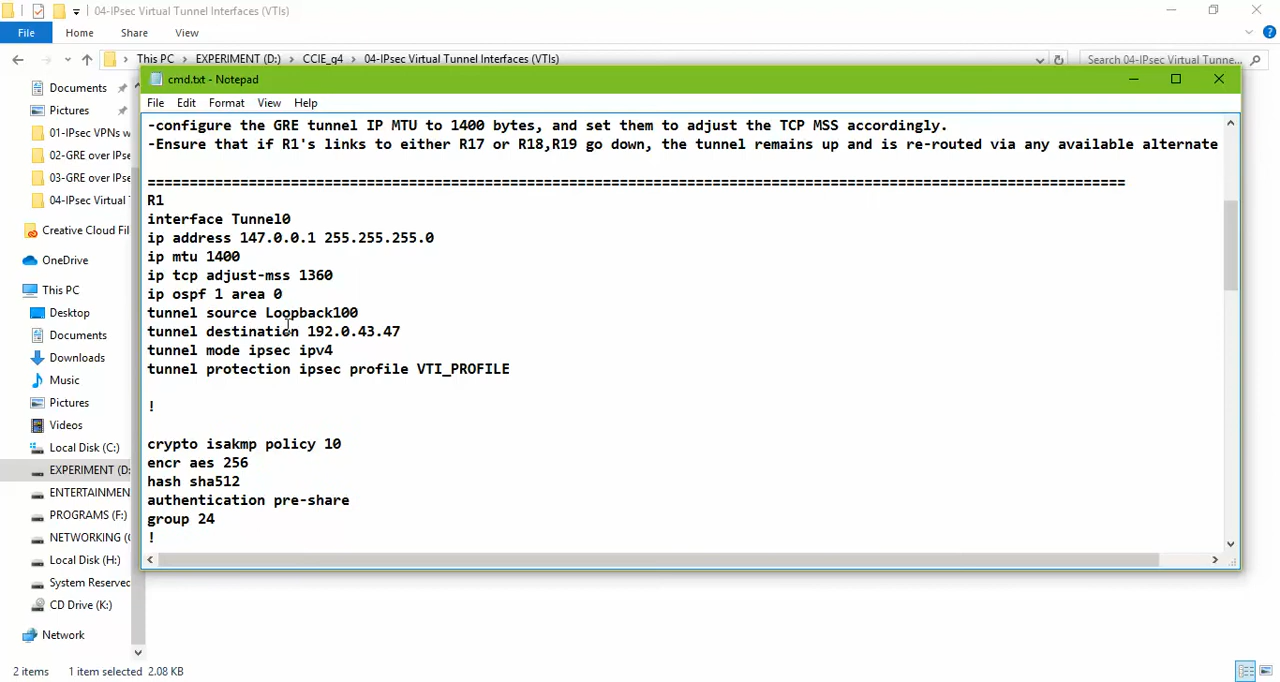 04-IPsec Virtual Tunnel Interfaces (VTIs)
File Home Share View
This PC EXPERIMENT (D:) CCIE_q4 04-IPsec Virtual Tunnel Interfaces (VTIs)
Search 04-IPsec Virtual Tunne...
cmd.txt - Notepad
File Edit Format View Help
-configure the GRE tunnel IP MTU to 1400 bytes, and set them to adjust the TCP MSS accordingly.
-Ensure that if R1's links to either R17 or R18,R19 go down, the tunnel remains up and is re-routed via any available alternate
====================================================================================================================
R1
interface Tunnel0
ip address 147.0.0.1 255.255.255.0
ip mtu 1400
ip tcp adjust-mss 1360
ip ospf 1 area 0
tunnel source Loopback100
tunnel destination 192.0.43.47
tunnel mode ipsec ipv4
tunnel protection ipsec profile VTI_PROFILE
!
crypto isakmp policy 10
encr aes 256
hash sha512
authentication pre-share
group 24
!
Documents
Pictures
01-IPsec VPNs w
02-GRE over IPse
03-GRE over IPse
04-IPsec Virtual
Creative Cloud Fil
OneDrive
This PC
Desktop
Documents
Downloads
Music
Pictures
Videos
Local Disk (C:)
EXPERIMENT (D:
ENTERTAINMEN
PROGRAMS (F:)
NETWORKING (
Local Disk (H:)
System Reserved
CD Drive (K:)
Network
2 items 1 item selected 2.08 KB